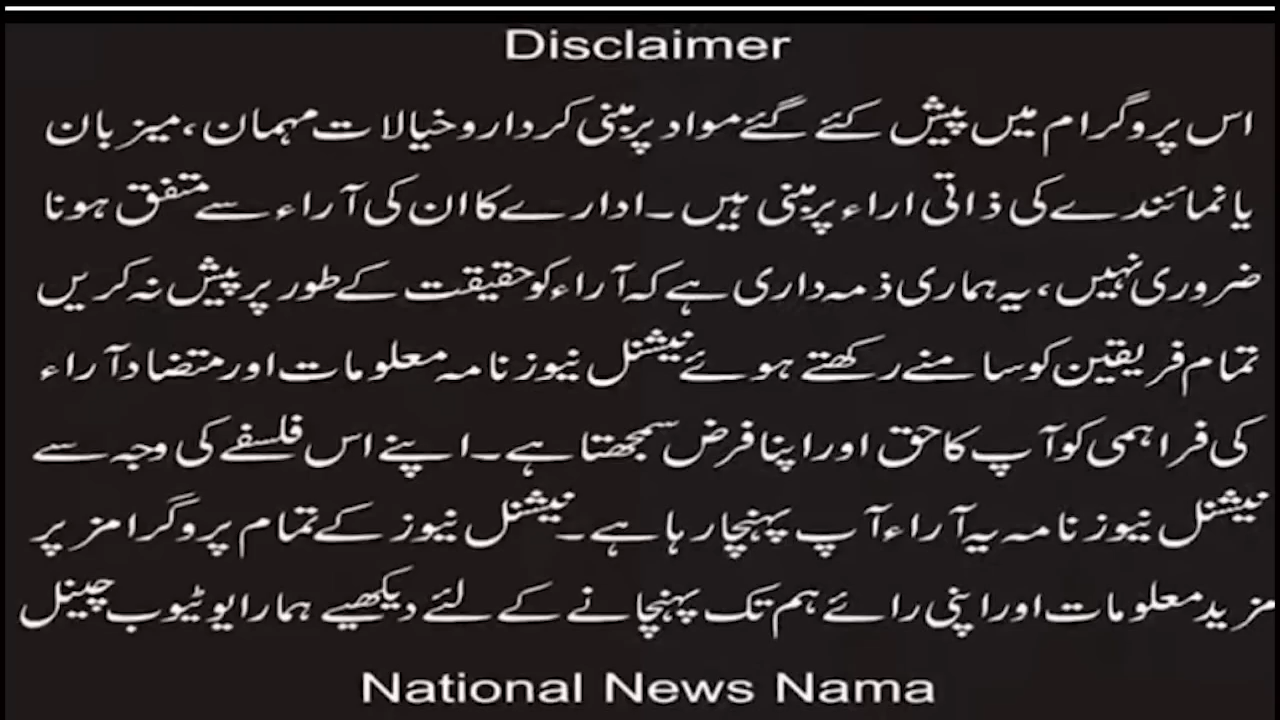 Disclaimer
اس پروگرام میں پیش کئے گئے مواد پر مبنی کردار و خیالات مہمان، میزبان
یا نمائندے کی ذاتی اراء پر مبنی ہیں۔ ادارے کا ان کی آراء سے متفق ہونا
ضروری نہیں، یہ ہماری ذمہ داری ہے کہ آراء کو حقیقت کے طور پر پیش نہ کریں
تمام فریقین کو سامنے رکھتے ہوئے نیشنل نیوز نامہ معلومات اور متضاد آراء
کی فراہمی کو آپ کا حق اور اپنا فرض سمجھتا ہے۔ اپنے اس فلسفے کی وجہ سے
نیشنل نیوز نامہ یہ آراء آپ پہنچا رہا ہے۔ نیشنل نیوز کے تمام پروگرامز پر
مزید معلومات اور اپنی رائے ہم تک پہنچانے کے لئے دیکھیے ہمارا یوٹیوب چینل
National News Nama